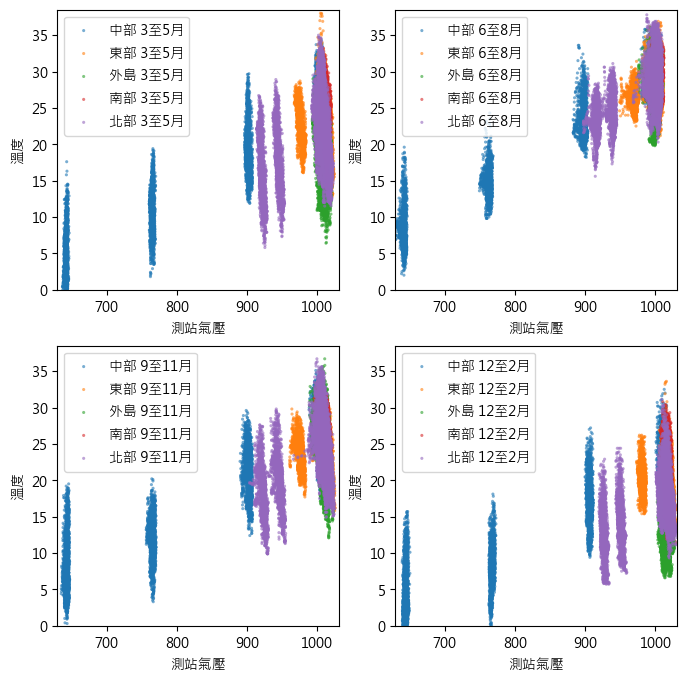 中部 3至5月
東部 3至5月
外島 3至5月
南部 3至5月
北部 3至5月
35
30
25
20
15
10
5
0
溫度
700 800 900 1000
測站氣壓
中部 6至8月
東部 6至8月
外島 6至8月
南部 6至8月
北部 6至8月
35
30
25
20
15
10
5
0
溫度
700 800 900 1000
測站氣壓
中部 9至11月
東部 9至11月
外島 9至11月
南部 9至11月
北部 9至11月
35
30
25
20
15
10
5
0
溫度
700 800 900 1000
測站氣壓
中部 12至2月
東部 12至2月
外島 12至2月
南部 12至2月
北部 12至2月
35
30
25
20
15
10
5
0
溫度
700 800 900 1000
測站氣壓